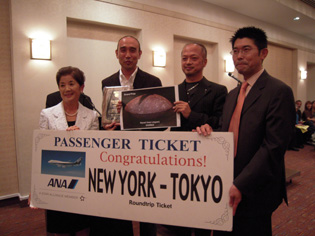 PASSENGER TICKET
Congratulations!
ANA
NEW YORK - TOKYO
Roundtrip Ticket